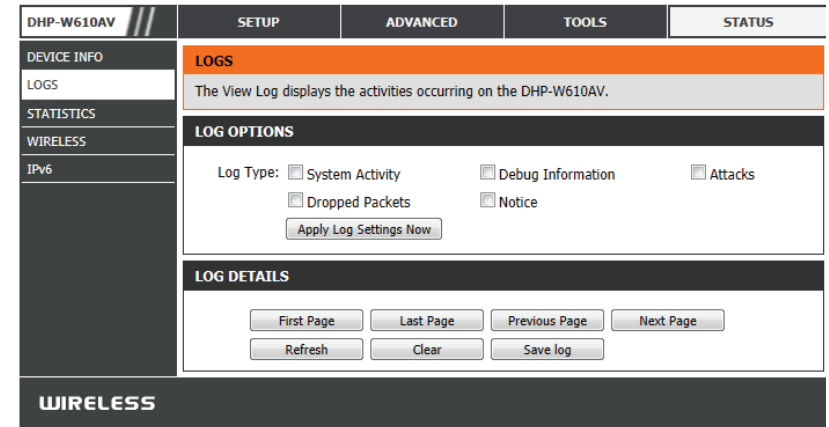 DHP-W610AV SETUP ADVANCED TOOLS STATUS
DEVICE INFO
LOGS
STATISTICS
WIRELESS
IPv6
LOGS
The View Log displays the activities occurring on the DHP-W610AV.
LOG OPTIONS
Log Type: System Activity Debug Information Attacks
Dropped Packets Notice
Apply Log Settings Now
LOG DETAILS
First Page Last Page Previous Page Next Page
Refresh Clear Save log
WIRELESS